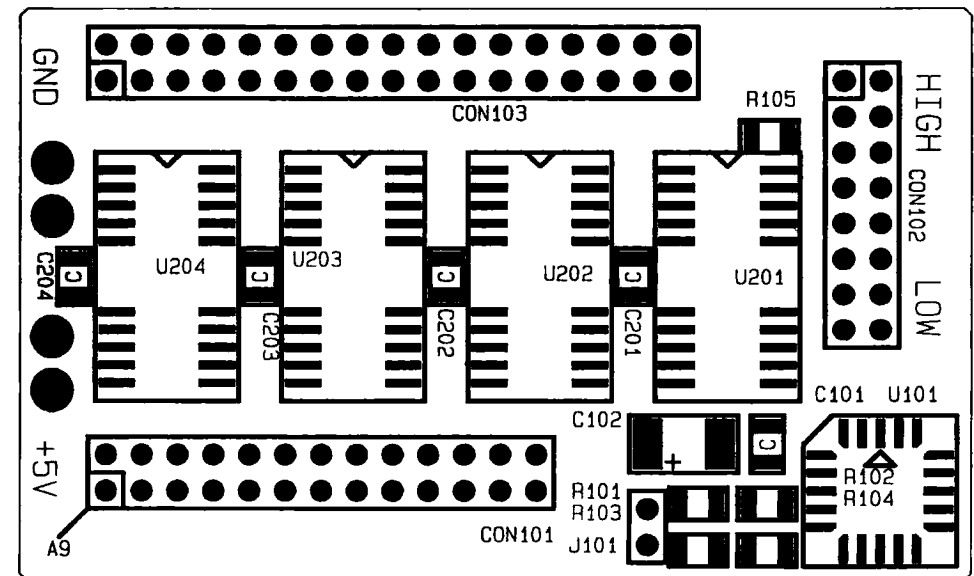 GND
CON103
R105
HIGH
CON102
LOW
C204
C
U204
C
C203
U203
C
C202
U202
C
C201
U201
C101 U101
C102
+
C
+5V
A9
CON101
R101
R103
J101
R102
R104